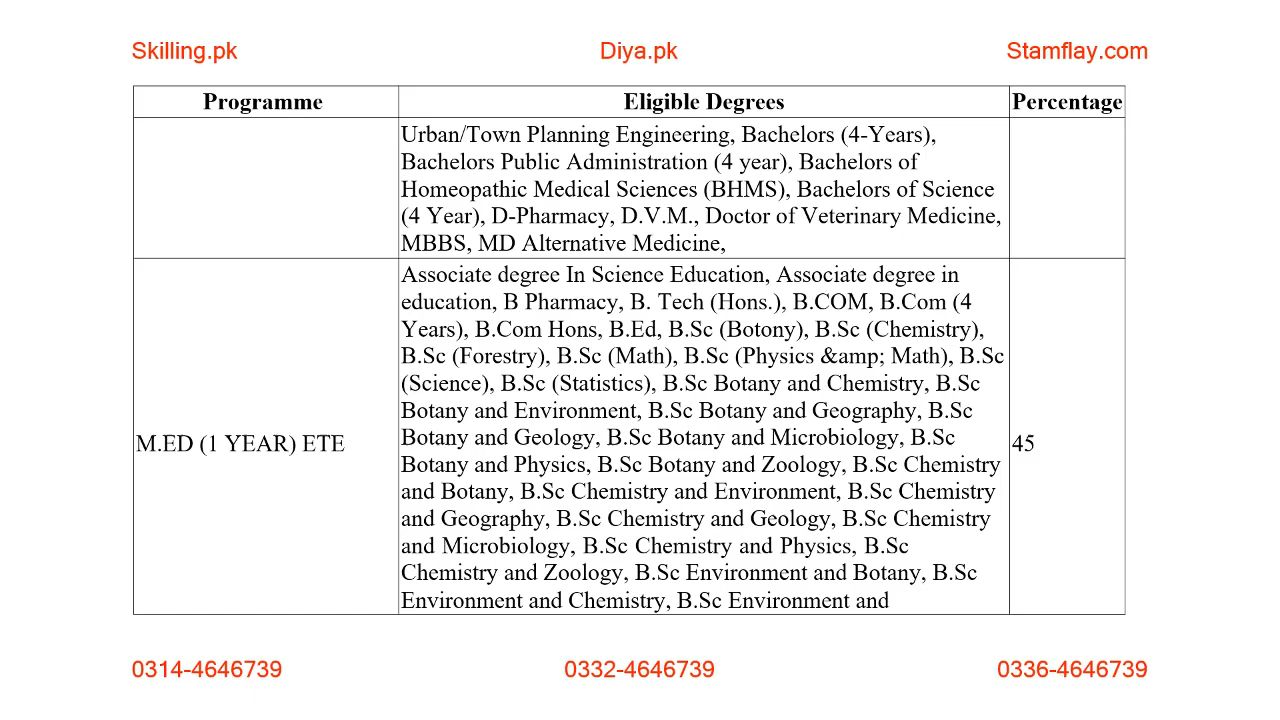 Skilling.pk Diya.pk Stamflay.com
Programme Eligible Degrees Percentage
Urban/Town Planning Engineering, Bachelors (4-Years),
Bachelors Public Administration (4 year), Bachelors of
Homeopathic Medical Sciences (BHMS), Bachelors of Science
(4 Year), D-Pharmacy, D.V.M., Doctor of Veterinary Medicine,
MBBS, MD Alternative Medicine,
Associate degree In Science Education, Associate degree in
education, B Pharmacy, B. Tech (Hons.), B.COM, B.Com (4
Years), B.Com Hons, B.Ed, B.Sc (Botony), B.Sc (Chemistry),
B.Sc (Forestry), B.Sc (Math), B.Sc (Physics &amp; Math), B.Sc
(Science), B.Sc (Statistics), B.Sc Botany and Chemistry, B.Sc
Botany and Environment, B.Sc Botany and Geography, B.Sc
Botany and Geology, B.Sc Botany and Microbiology, B.Sc
M.ED (1 YEAR) ETE 45
Botany and Physics, B.Sc Botany and Zoology, B.Sc Chemistry
and Botany, B.Sc Chemistry and Environment, B.Sc Chemistry
and Geography, B.Sc Chemistry and Geology, B.Sc Chemistry
and Microbiology, B.Sc Chemistry and Physics, B.Sc
Chemistry and Zoology, B.Sc Environment and Botany, B.Sc
Environment and Chemistry, B.Sc Environment and
0314-4646739 0332-4646739 0336-4646739